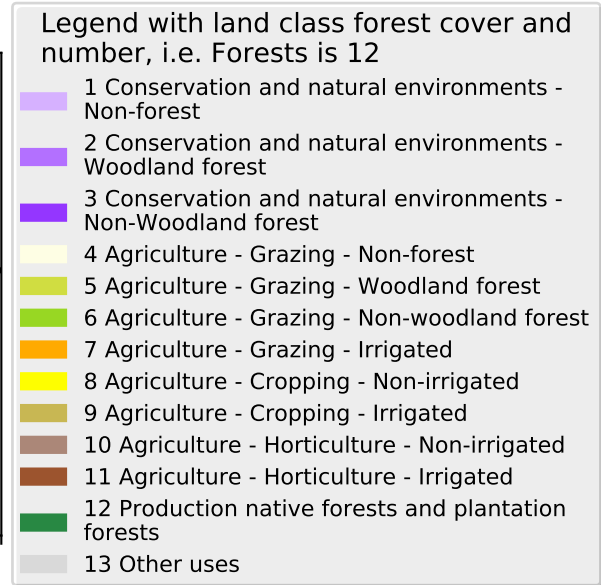 Legend with land class forest cover and
number, i.e. Forests is 12
1 Conservation and natural environments -
Non-forest
2 Conservation and natural environments -
Woodland forest
3 Conservation and natural environments -
Non-Woodland forest
4 Agriculture - Grazing - Non-forest
5 Agriculture - Grazing - Woodland forest
6 Agriculture - Grazing - Non-woodland forest
7 Agriculture - Grazing - Irrigated
8 Agriculture - Cropping - Non-irrigated
9 Agriculture - Cropping - Irrigated
10 Agriculture - Horticulture - Non-irrigated
11 Agriculture - Horticulture - Irrigated
12 Production native forests and plantation
forests
13 Other uses